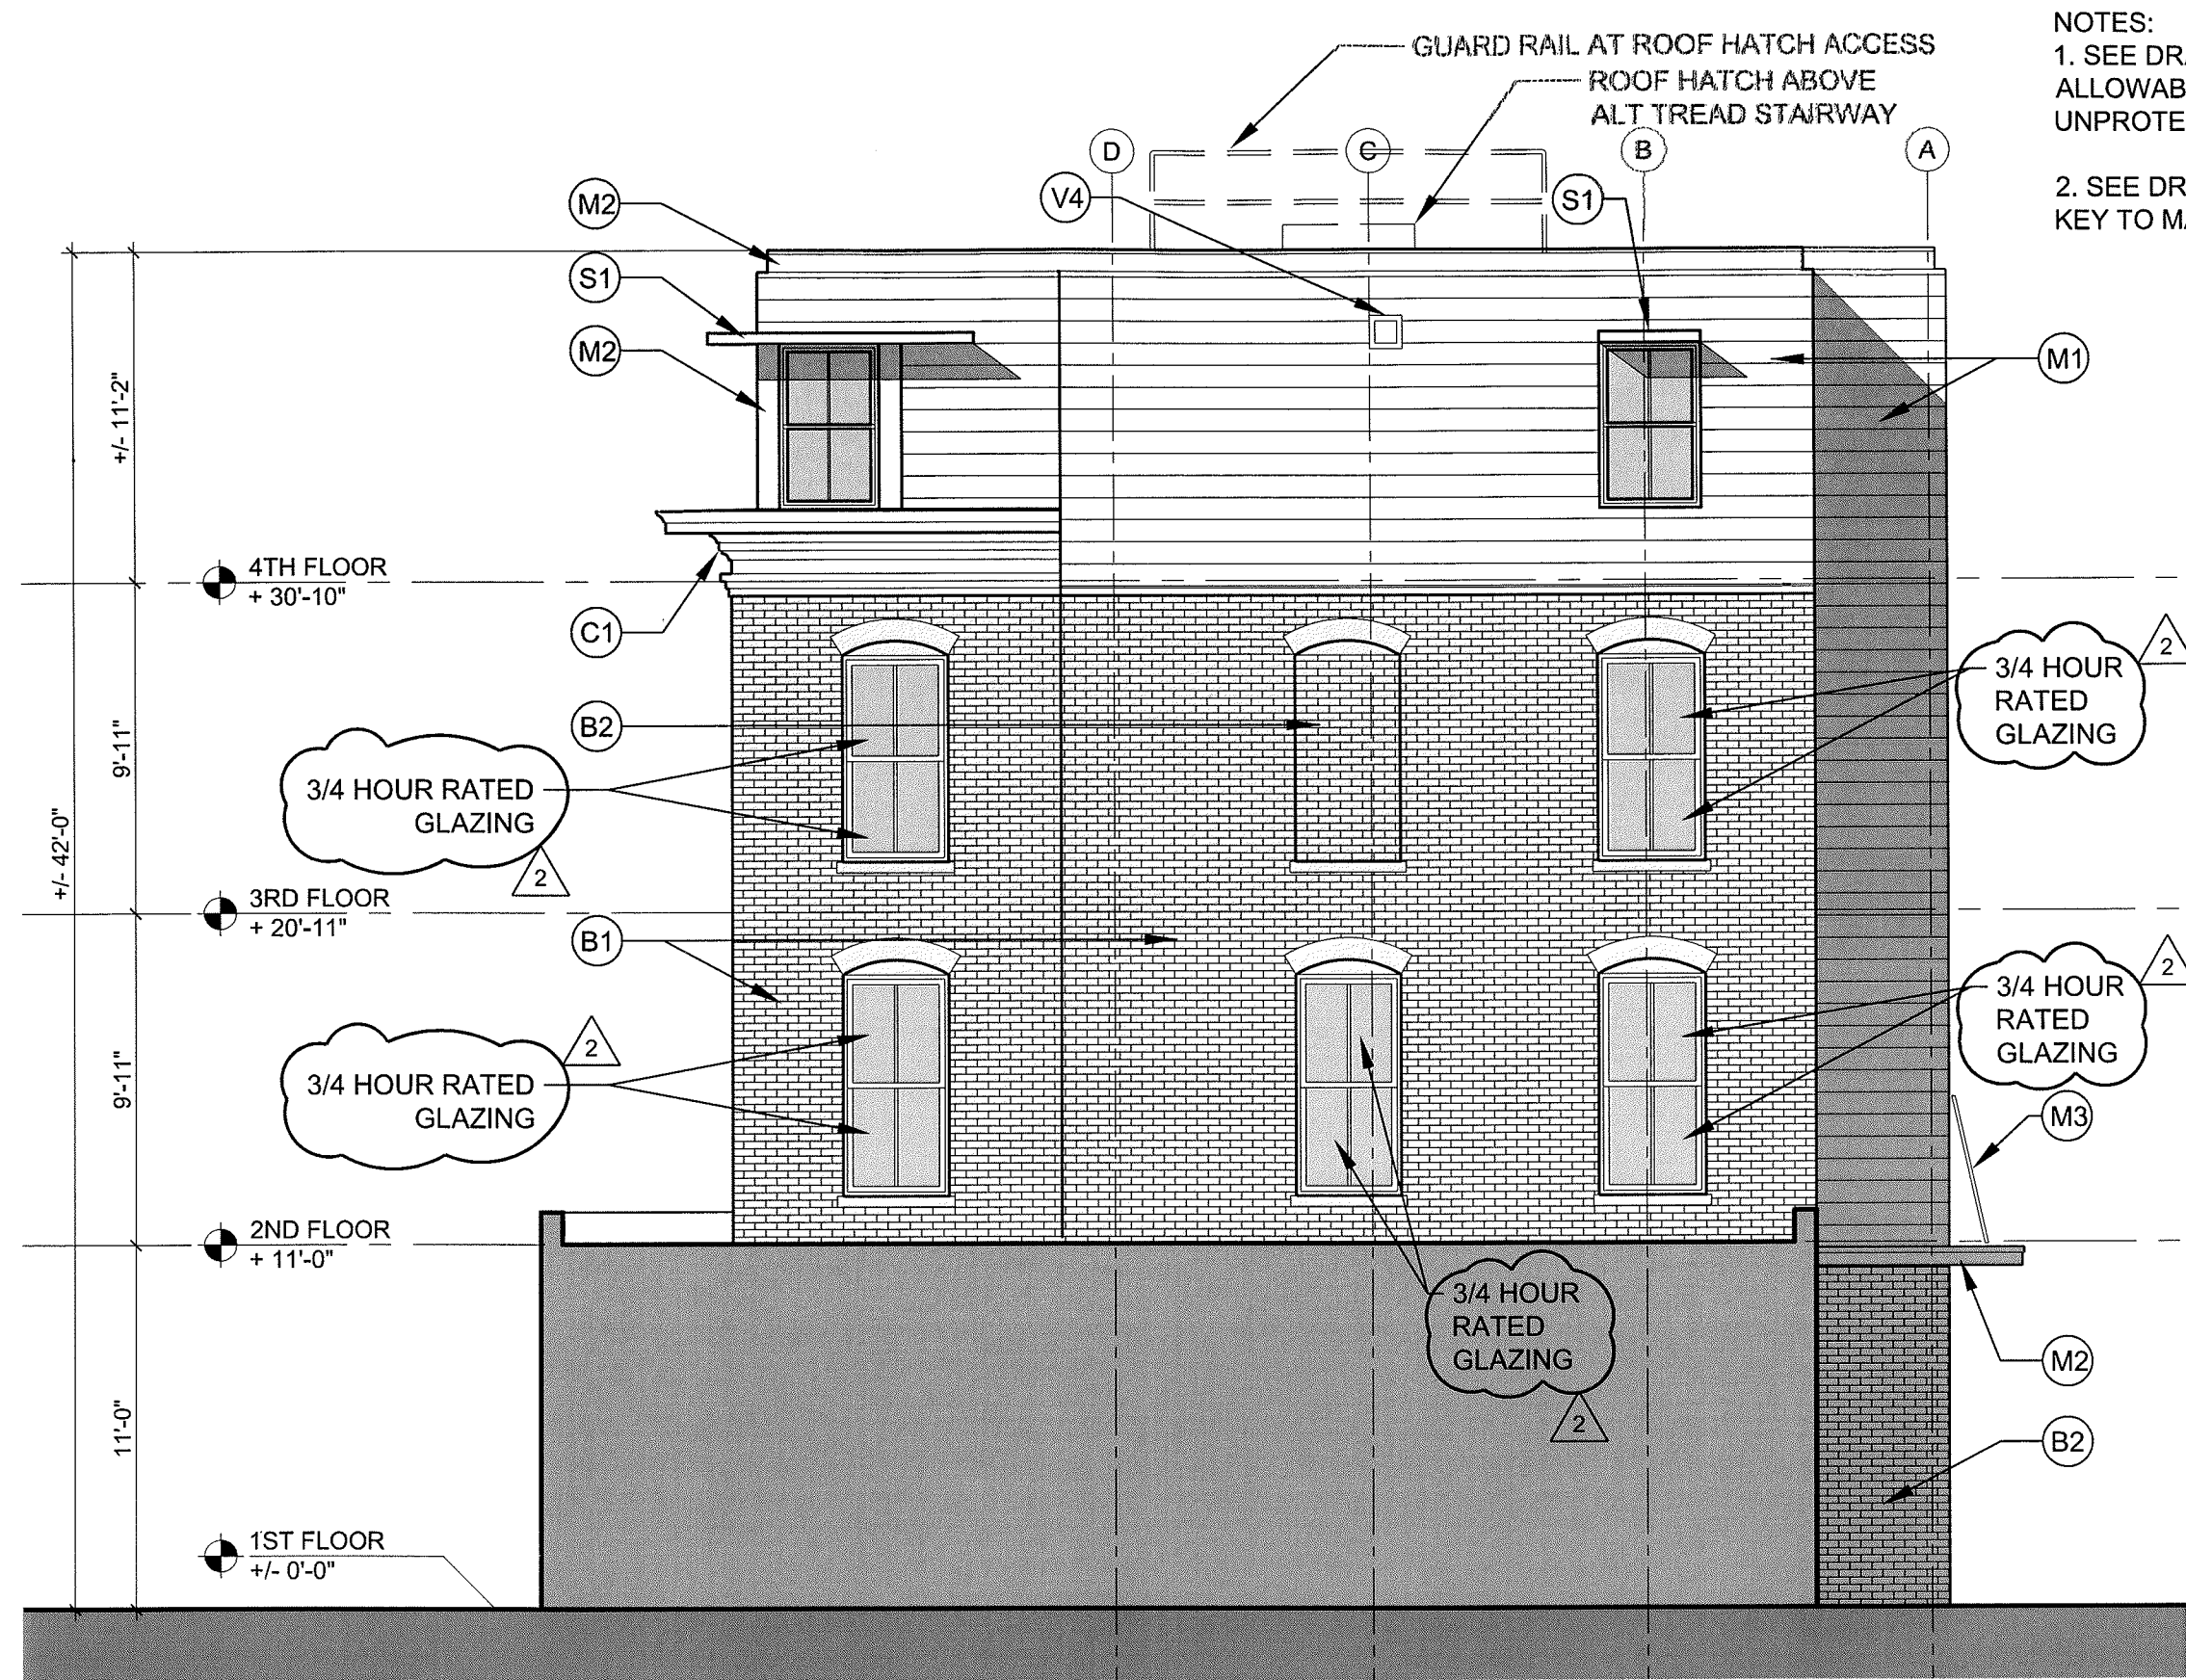 NOTES:
1. SEE DRA
ALLOWAB
UNPROTE
2. SEE DR
KEY TO MA
GUARD RAIL AT ROOF HATCH ACCESS
ROOF HATCH ABOVE
ALT TREAD STAIRWAY
D
C
B
A
M2
V4
S1
S1
M2
M1
+/- 11'-2"
4TH FLOOR
+ 30'-10"
C1
2
3/4 HOUR
RATED
GLAZING
B2
9'-11"
3/4 HOUR RATED
GLAZING
2
+/- 42'-0"
3RD FLOOR
+ 20'-11"
B1
2
3/4 HOUR
RATED
GLAZING
2
3/4 HOUR RATED
GLAZING
9'-11"
M3
2ND FLOOR
+ 11'-0"
3/4 HOUR
RATED
GLAZING
2
M2
B2
11'-0"
1ST FLOOR
+/- 0'-0"